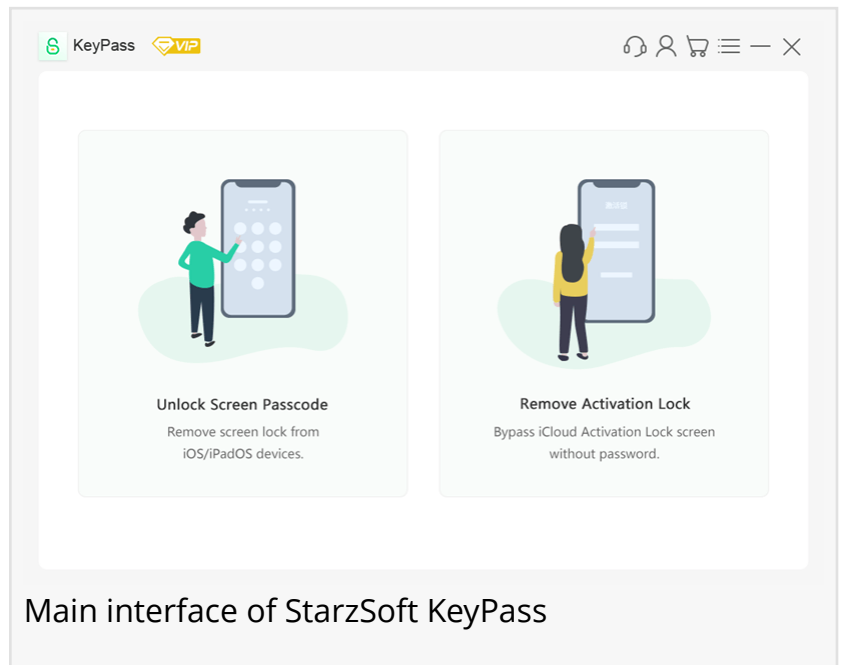 KeyPass VIP
Unlock Screen Passcode
Remove screen lock from
iOS/iPadOS devices.
Remove Activation Lock
Bypass iCloud Activation Lock screen
without password.
Main interface of StarzSoft KeyPass